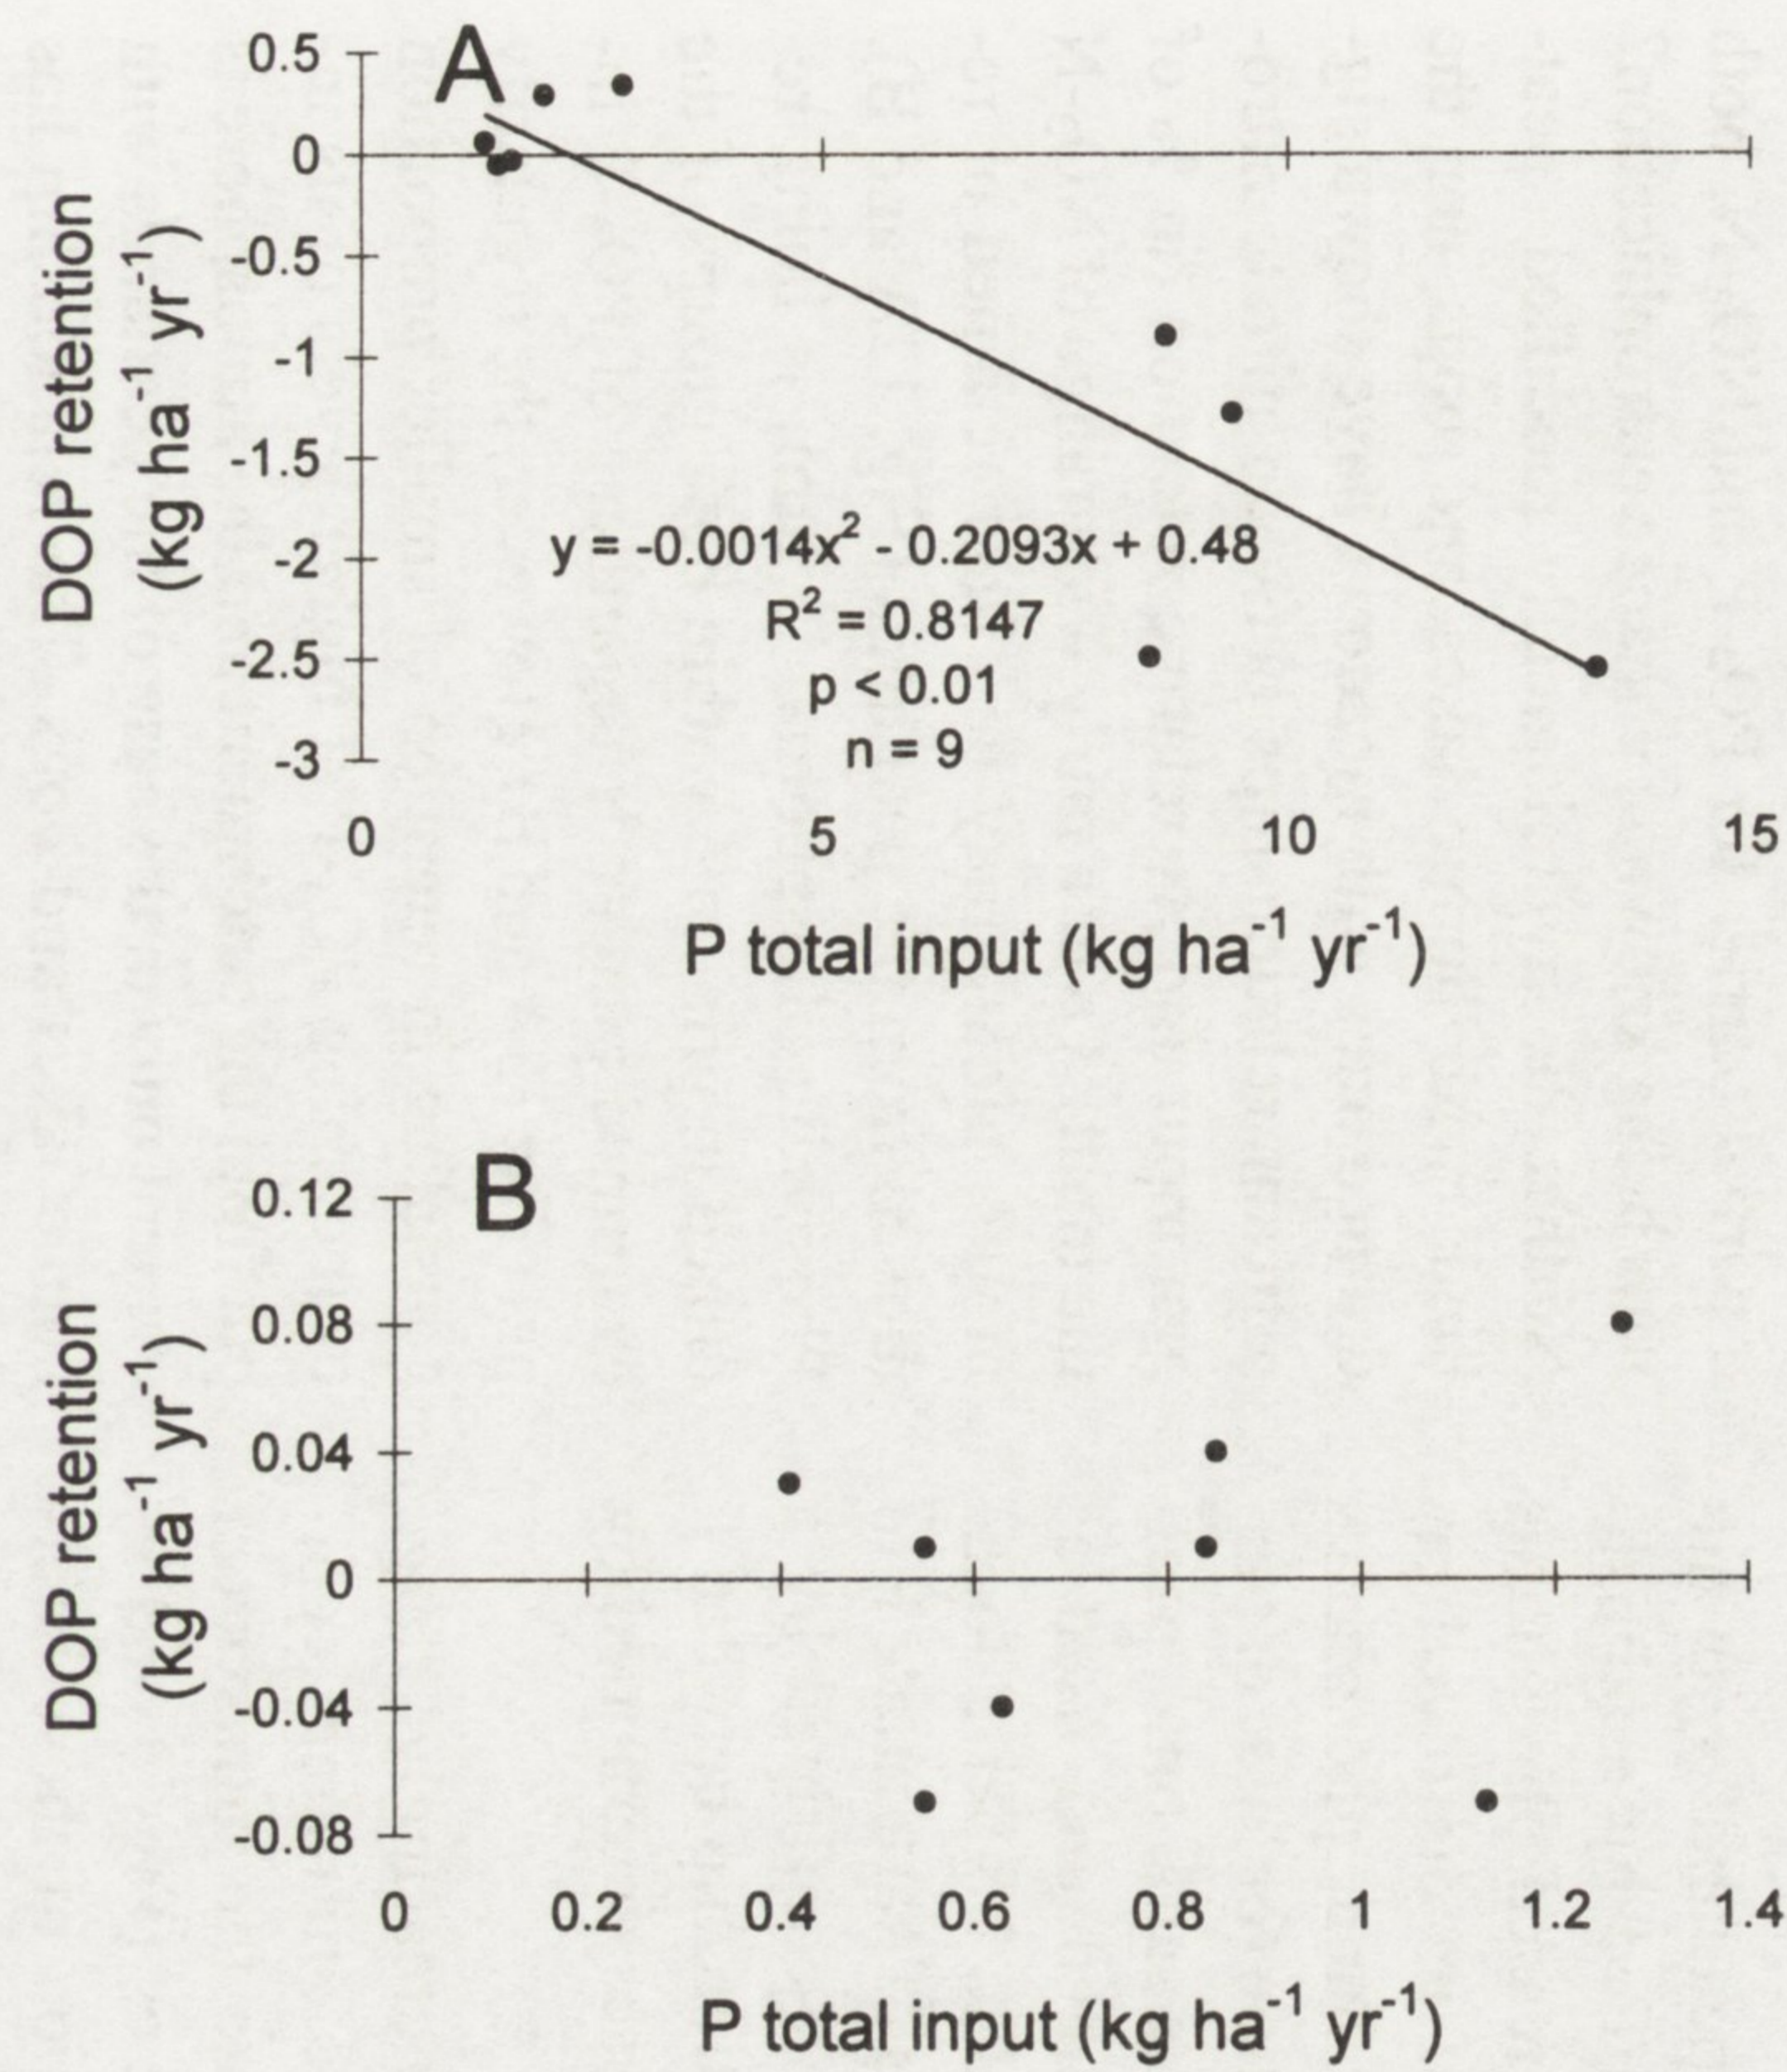 A
0.5
0
-0.5
-1
-1.5
-2
-2.5
-3
DOP retention
(kg ha⁻¹ yr⁻¹)
y = -0.0014x² - 0.2093x + 0.48
R² = 0.8147
p < 0.01
n = 9
0 5 10 15
P total input (kg ha⁻¹ yr⁻¹)
B
0.12
0.08
0.04
0
-0.04
-0.08
DOP retention
(kg ha⁻¹ yr⁻¹)
0 0.2 0.4 0.6 0.8 1 1.2 1.4
P total input (kg ha⁻¹ yr⁻¹)